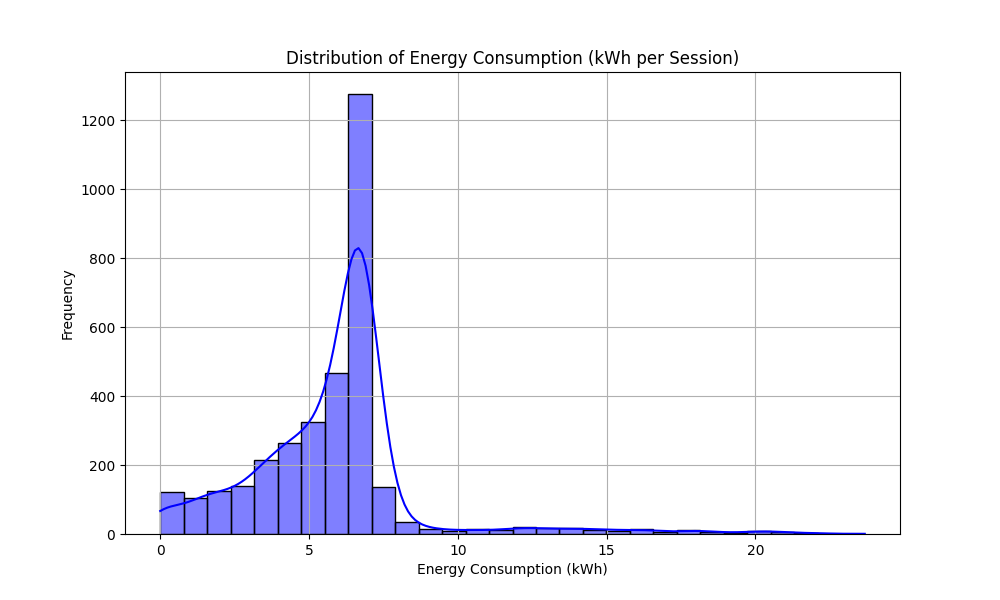 Distribution of Energy Consumption (kWh per Session)
1200
1000
800
600
400
200
0
Frequency
0 5 10 15 20
Energy Consumption (kWh)